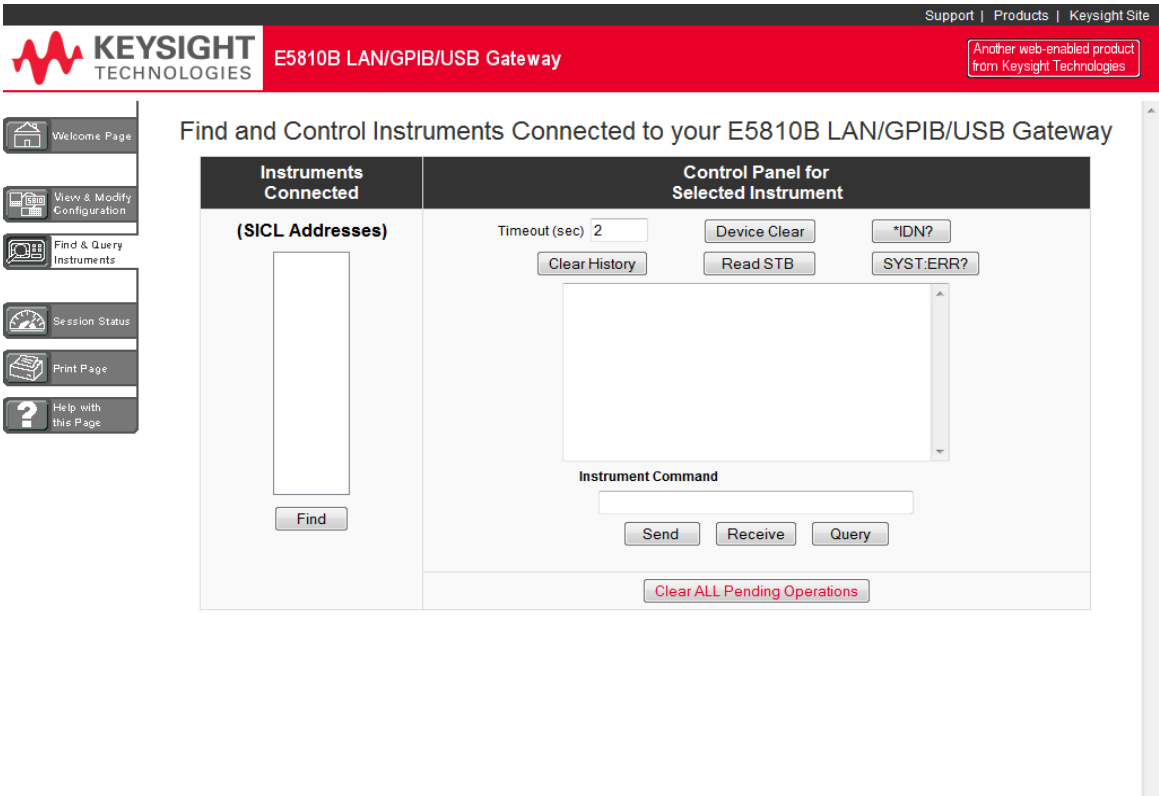 Support | Products | Keysight Site
KEYSIGHT
TECHNOLOGIES
E5810B LAN/GPIB/USB Gateway
Another web-enabled product
from Keysight Technologies
Welcome Page
View & Modify
Configuration
Find & Query
Instruments
Session Status
Print Page
Help with
this Page
Find and Control Instruments Connected to your E5810B LAN/GPIB/USB Gateway
Instruments
Connected
(SICL Addresses)
Find
Control Panel for
Selected Instrument
Timeout (sec) 2 Device Clear *IDN?
Clear History Read STB SYST:ERR?
Instrument Command
Send Receive Query
Clear ALL Pending Operations